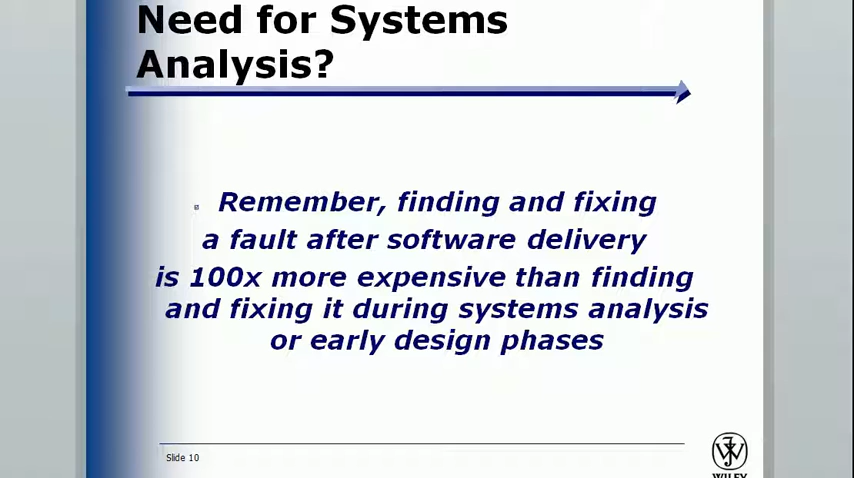 Need for Systems
Analysis?
Remember, finding and fixing
a fault after software delivery
is 100x more expensive than finding
and fixing it during systems analysis
or early design phases
Slide 10
WILEY